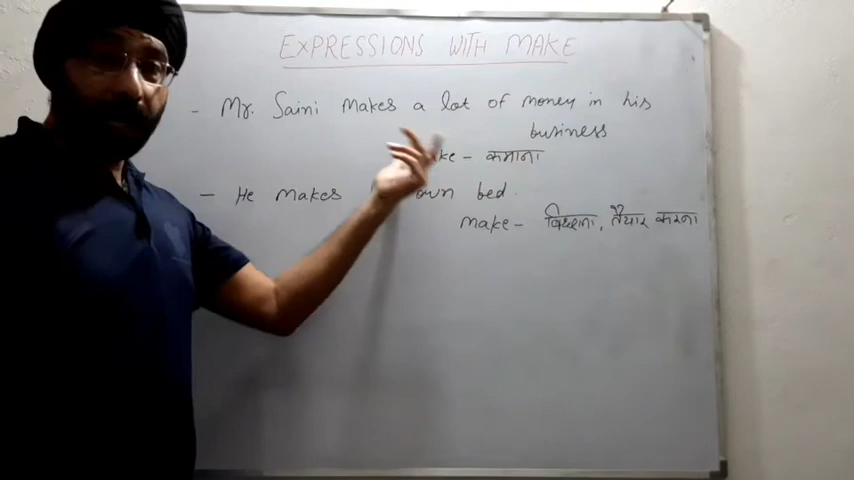 EXPRESSIONS WITH MAKE
- Mr. Saini makes a lot of money in his
business
ke - कमाना
- He makes own bed.
make - बिछाना, तैयार करना